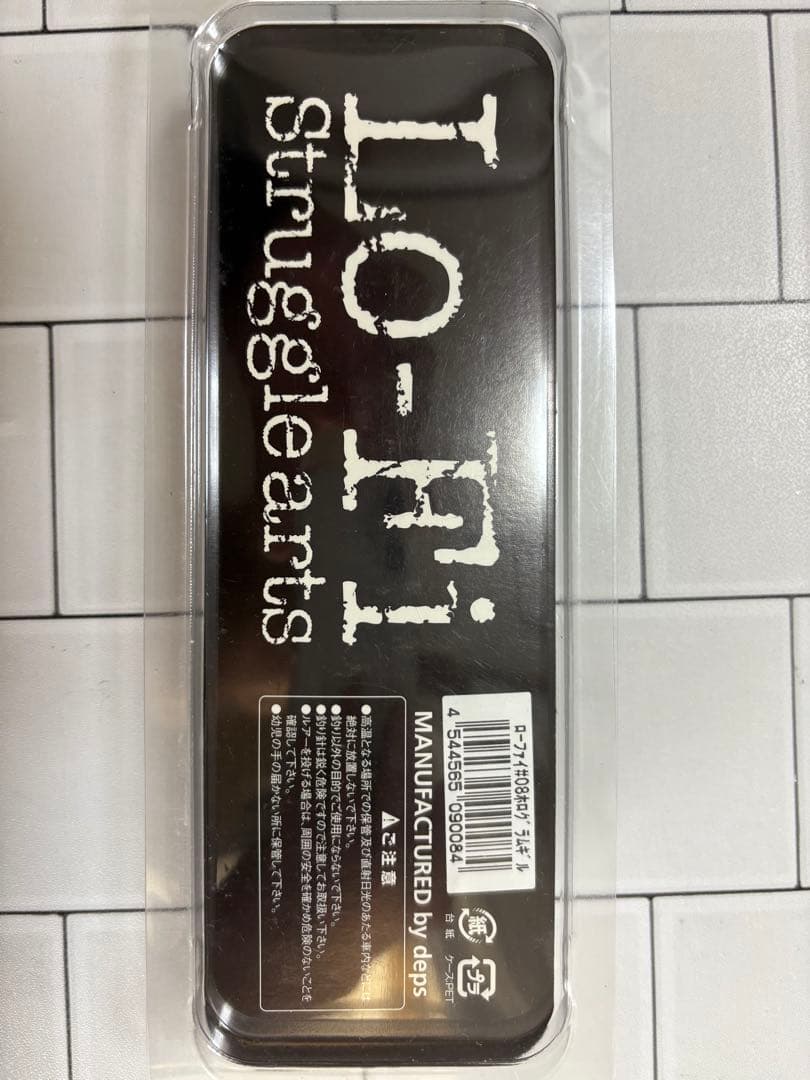 Lo-Fi
Strugglearts
ﾛｰﾌｧｲ#08ﾎﾛｸﾞﾗﾑｷﾞﾙ
4 544565 090084
紙
台紙
プラ
ケース:PET
MANUFACTURED by deps
ご注意
●高温となる場所での保管及び直射日光のあたる車内などには
絶対に放置しないで下さい。
●釣り以外の目的でご使用にならないで下さい。
●釣り針は鋭く危険ですので注意してお取扱い下さい。
●ルアーを投げる場合は、周囲の安全を確かめ危険のないことを
確認して下さい。
●幼児の手の届かない所に保管して下さい。